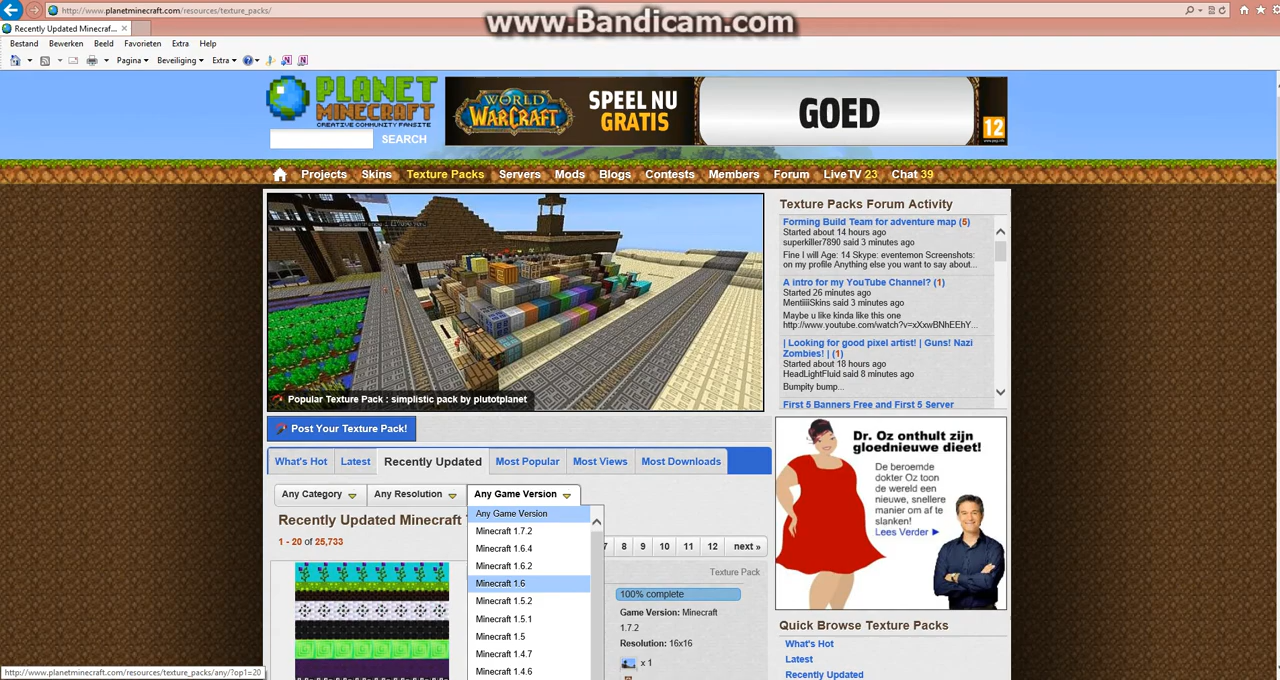 www.Bandicam.com
http://www.planetminecraft.com/resources/texture_packs/
Recently Updated Minecraf...
Bestand Bewerken Beeld Favorieten Extra Help
Pagina Beveiliging Extra
PLANET
MINECRAFT
CREATIVE COMMUNITY FANSITE
SEARCH
WORLD
WARCRAFT
SPEEL NU
GRATIS
GOED
12
Projects Skins Texture Packs Servers Mods Blogs Contests Members Forum LiveTV 23 Chat 39
Popular Texture Pack : simplistic pack by plutotplanet
Texture Packs Forum Activity
Forming Build Team for adventure map (5)
Started about 14 hours ago
superkiller7890 said 3 minutes ago
Fine I will Age: 14 Skype: eventemon Screenshots:
on my profile Anything else you want to say about...
A intro for my YouTube Channel? (1)
Started 26 minutes ago
MentiiiiSkins said 3 minutes ago
Maybe u like kinda like this one
http://www.youtube.com/watch?v=xXxwBNhEEhY...
| Looking for good pixel artist! | Guns! Nazi
Zombies! | (1)
Started about 18 hours ago
HeadLightFluid said 8 minutes ago
Bumpity bump...
First 5 Banners Free and First 5 Server
Post Your Texture Pack!
What's Hot Latest Recently Updated Most Popular Most Views Most Downloads
Any Category Any Resolution Any Game Version
Any Game Version
Minecraft 1.7.2
Minecraft 1.6.4
Minecraft 1.6.2
Minecraft 1.6
Minecraft 1.5.2
Minecraft 1.5.1
Minecraft 1.5
Minecraft 1.4.7
Minecraft 1.4.6
Recently Updated Minecraft
1 - 20 of 25,733
7 8 9 10 11 12 next »
Texture Pack
100% complete
Game Version: Minecraft
1.7.2
Resolution: 16x16
x 1
Dr. Oz onthult zijn
gloednieuwe dieet!
De beroemde
dokter Oz toon
de wereld een
nieuwe, snellere
manier om af te
slanken!
Lees Verder
Quick Browse Texture Packs
What's Hot
Latest
Recently Updated
http://www.planetminecraft.com/resources/texture_packs/any/?op1=20